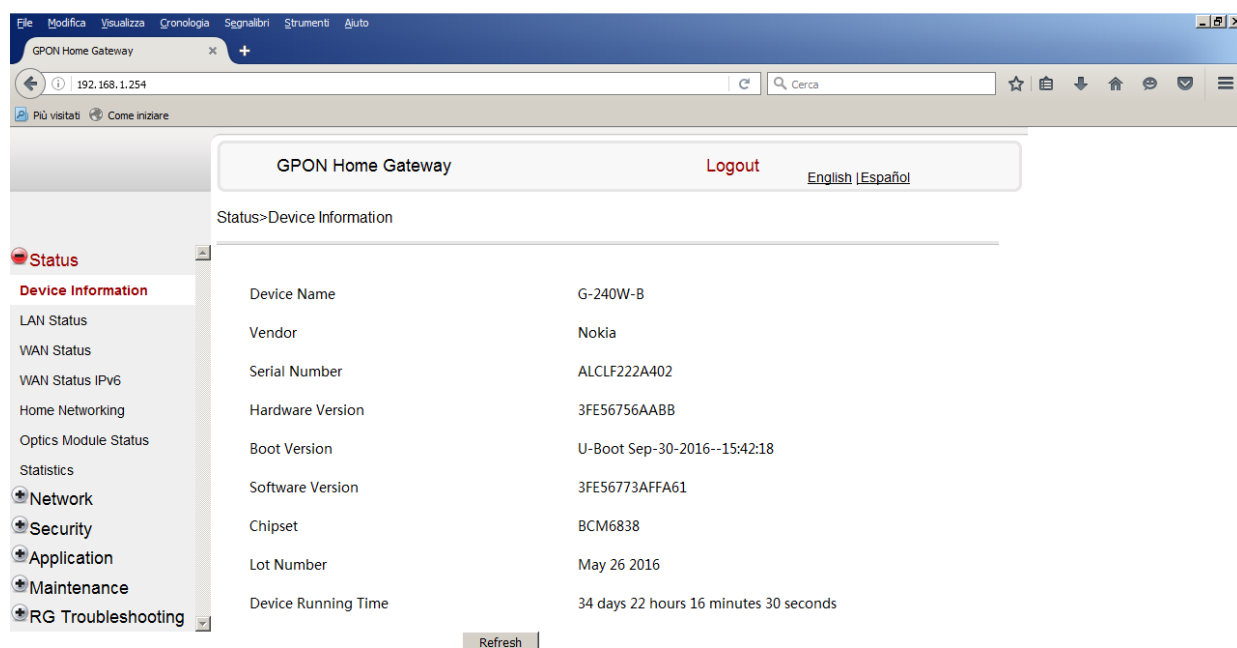 File Modifica Visualizza Cronologia Segnalibri Strumenti Aiuto
GPON Home Gateway
192.168.1.254
Cerca
Più visitati Come iniziare
GPON Home Gateway Logout English | Español
Status>Device Information
Status
Device Information
LAN Status
WAN Status
WAN Status IPv6
Home Networking
Optics Module Status
Statistics
Network
Security
Application
Maintenance
RG Troubleshooting
Device Name G-240W-B
Vendor Nokia
Serial Number ALCLF222A402
Hardware Version 3FE56756AABB
Boot Version U-Boot Sep-30-2016--15:42:18
Software Version 3FE56773AFFA61
Chipset BCM6838
Lot Number May 26 2016
Device Running Time 34 days 22 hours 16 minutes 30 seconds
Refresh